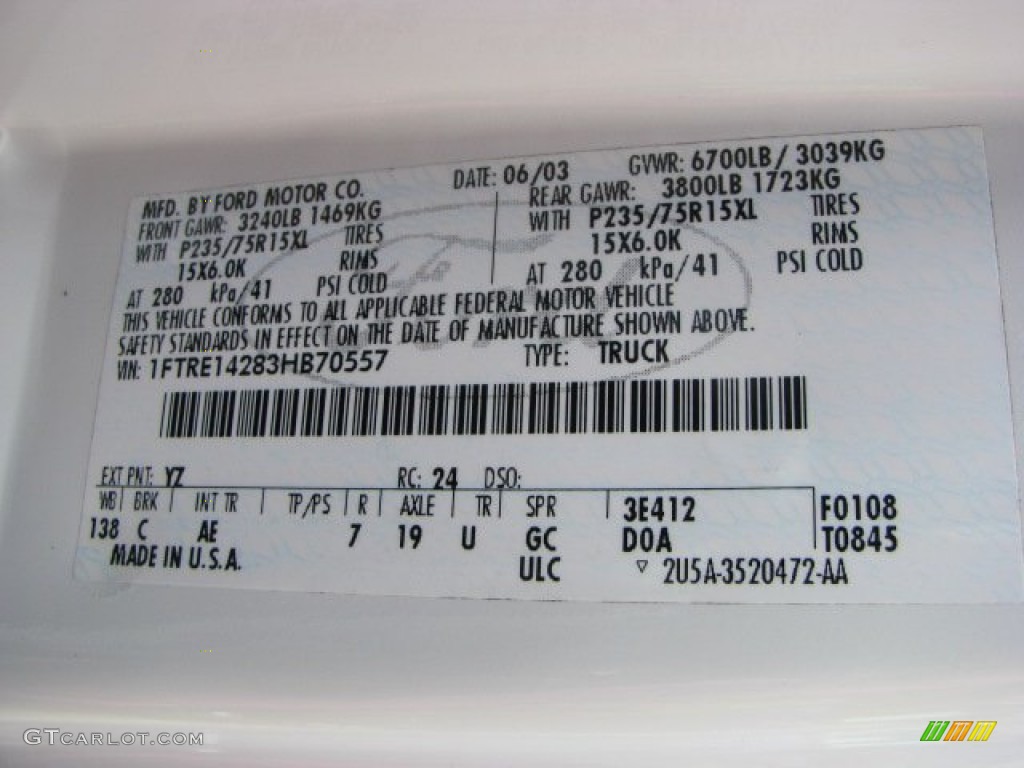 MFD. BY FORD MOTOR CO. DATE: 06/03 GVWR: 6700LB/ 3039KG
FRONT GAWR: 3240LB 1469KG REAR GAWR: 3800LB 1723KG
WITH P235/75R15XL TIRES WITH P235/75R15XL TIRES
15X6.0K RIMS 15X6.0K RIMS
AT 280 kPa/41 PSI COLD AT 280 kPa/41 PSI COLD
THIS VEHICLE CONFORMS TO ALL APPLICABLE FEDERAL MOTOR VEHICLE
SAFETY STANDARDS IN EFFECT ON THE DATE OF MANUFACTURE SHOWN ABOVE.
VIN: 1FTRE14283HB70557 TYPE: TRUCK
EXT PNT: YZ RC: 24 DSO:
WB BRK INT TR TP/PS R AXLE TR SPR 3E412 F0108
138 C AE 7 19 U GC D0A T0845
MADE IN U.S.A. ULC ▽ 2U5A-3520472-AA
GTCARLOT.COM